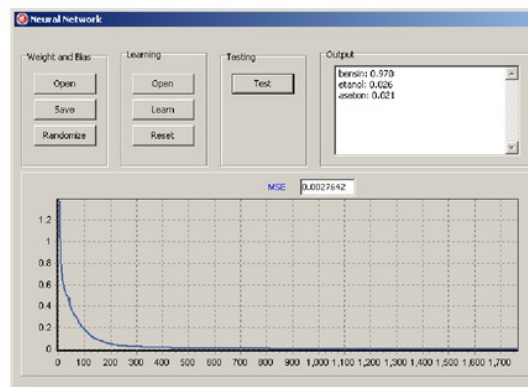 Neural Network
Weight and Bias
Learning
Testing
Output
Open
Save
Randomize
Open
Learn
Reset
Test
bensin: 0.970
etanol: 0.026
aseton: 0.021
MSE
0.0027642
1.2
1
0.8
0.6
0.4
0.2
0
0 100 200 300 400 500 600 700 800 900 1,000 1,100 1,200 1,300 1,400 1,500 1,600 1,700